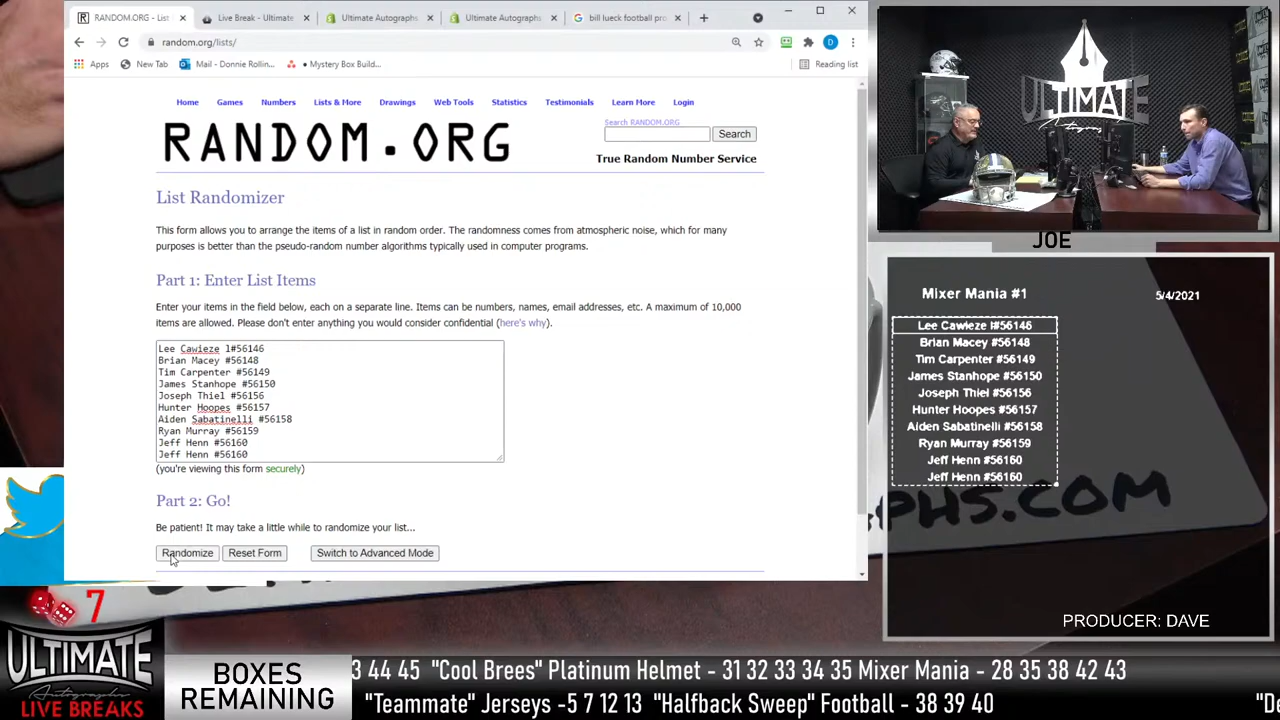 RANDOM.ORG - List
Live Break - Ultimate
Ultimate Autographs
Ultimate Autographs
bill lueck football pro
random.org/lists/
D
Apps
New Tab
Mail - Donnie Rollin...
• Mystery Box Buil...
Reading list
Home
Games
Numbers
Lists & More
Drawings
Web Tools
Statistics
Testimonials
Learn More
Login
RANDOM.ORG
Search RANDOM.ORG
Search
True Random Number Service
List Randomizer
This form allows you to arrange the items of a list in random order. The randomness comes from atmospheric noise, which for many
purposes is better than the pseudo-random number algorithms typically used in computer programs.
Part 1: Enter List Items
Enter your items in the field below, each on a separate line. Items can be numbers, names, email addresses, etc. A maximum of 10,000
items are allowed. Please don't enter anything you would consider confidential (here's why).
Lee Cawieze l#56146
Brian Macey #56148
Tim Carpenter #56149
James Stanhope #56150
Joseph Thiel #56156
Hunter Hoopes #56157
Aiden Sabatinelli #56158
Ryan Murray #56159
Jeff Henn #56160
Jeff Henn #56160
(you're viewing this form securely)
Part 2: Go!
Be patient! It may take a little while to randomize your list...
Randomize
Reset Form
Switch to Advanced Mode
ULTIMATE
Autographs
JOE
Mixer Mania #1
5/4/2021
Lee Cawieze l#56146
Brian Macey #56148
Tim Carpenter #56149
James Stanhope #56150
Joseph Thiel #56156
Hunter Hoopes #56157
Aiden Sabatinelli #56158
Ryan Murray #56159
Jeff Henn #56160
Jeff Henn #56160
PHS.COM
PRODUCER: DAVE
7
ULTIMATE
Autographs
LIVE BREAKS
BOXES
REMAINING
3 44 45 "Cool Brees" Platinum Helmet - 31 32 33 34 35 Mixer Mania - 28 35 38 42 43
"Teammate" Jerseys -5 7 12 13 "Halfback Sweep" Football - 38 39 40
"De